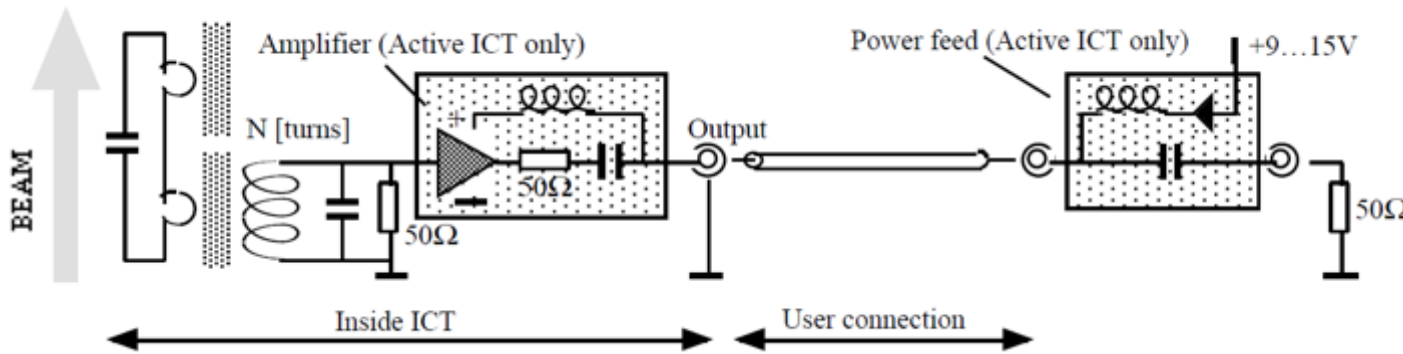 Amplifier (Active ICT only)
Power feed (Active ICT only)
+9…15V
N [turns]
+
Output
50Ω
50Ω
50Ω
BEAM
Inside ICT
User connection